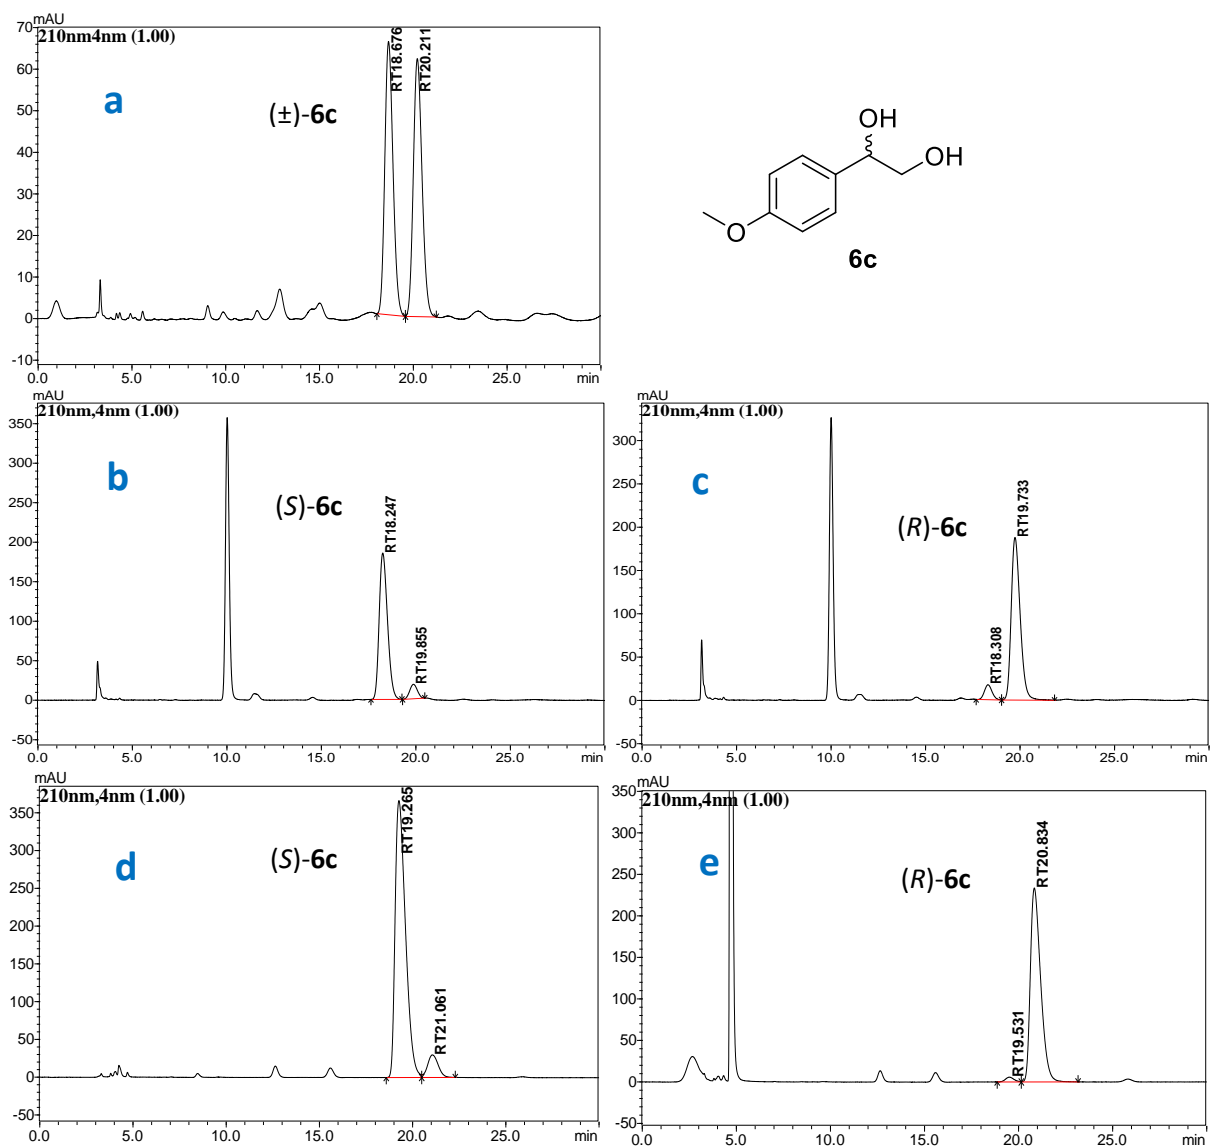 mAU
210nm4nm (1.00)
a
(±)-6c
RT18.676
RT20.211
70
60
50
40
30
20
10
0
-10
0.0 5.0 10.0 15.0 20.0 25.0 min
OH
OH
O
6c
mAU
210nm,4nm (1.00)
b
(S)-6c
RT18.247
RT19.855
350
300
250
200
150
100
50
0
-50
0.0 5.0 10.0 15.0 20.0 25.0 min
mAU
210nm,4nm (1.00)
c
(R)-6c
RT18.308
RT19.733
300
250
200
150
100
50
0
-50
0.0 5.0 10.0 15.0 20.0 25.0 min
mAU
210nm,4nm (1.00)
d
(S)-6c
RT19.265
RT21.061
350
300
250
200
150
100
50
0
-50
0.0 5.0 10.0 15.0 20.0 25.0 min
mAU
210nm,4nm (1.00)
e
(R)-6c
RT19.531
RT20.834
350
300
250
200
150
100
50
0
-50
0.0 5.0 10.0 15.0 20.0 25.0 min